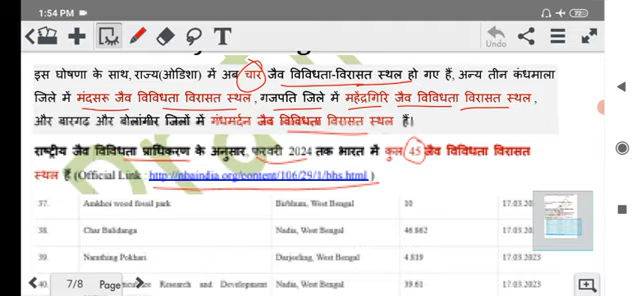 1:54 PM
Undo
इस घोषणा के साथ, राज्य(ओडिशा) में अब चार जैव विविधता-विरासत स्थल हो गए हैं, अन्य तीन कंधमाला
जिले में मंदसरू जैव विविधता विरासत स्थल, गजपति जिले में महेंद्रगिरि जैव विविधता विरासत स्थल,
और बारगढ़ और बोलांगीर जिलों में गंधमर्दन जैव विविधता विरासत स्थल हैं।
राष्ट्रीय जैव विविधता प्राधिकरण के अनुसार, फरवरी 2024 तक भारत में कुल 45 जैव विविधता विरासत
स्थल हैं (Official Link : http://nbaindia.org/content/106/29/1/bhs.html )
37. Amkhoi wood fossil park Birbhum, West Bengal 10 17.03.20
38. Char Balidanga Nadia, West Bengal 46.862 17.03.20
39. Namthing Pokhari Darjeeling, West Bengal 4.839 17.03.2023
40. Research and Development Nadia, West Bengal 39.61 17.03.2023
7/8 Page